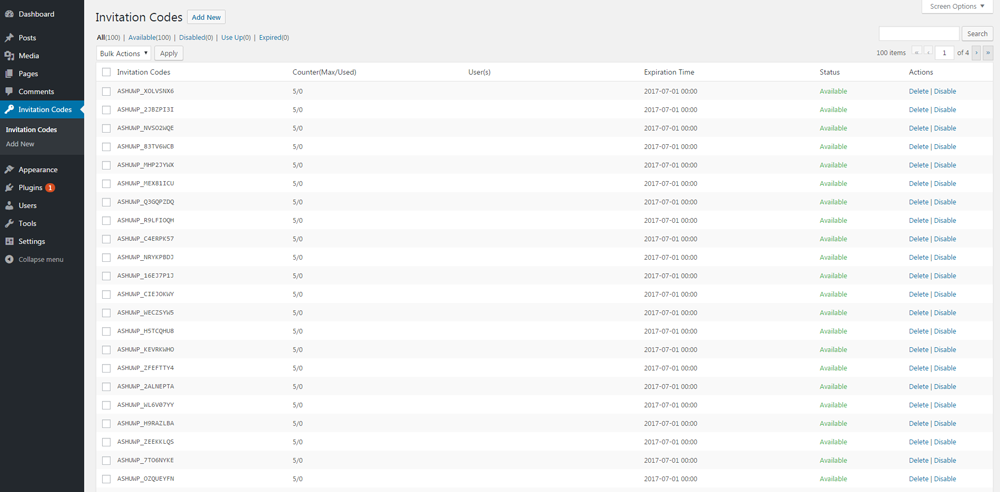 Dashboard
Posts
Media
Pages
Comments
Invitation Codes
Invitation Codes
Add New
Appearance
Plugins 1
Users
Tools
Settings
Collapse menu
Screen Options
Invitation Codes Add New
All(100) | Available(100) | Disabled(0) | Use Up(0) | Expired(0)
Search
Bulk Actions Apply
100 items « ‹ 1 of 4 › »
Invitation Codes Counter(Max/Used) User(s) Expiration Time Status Actions
ASHUWP_XOLVSNX6 5/0 2017-07-01 00:00 Available Delete | Disable
ASHUWP_2JBZPI3I 5/0 2017-07-01 00:00 Available Delete | Disable
ASHUWP_NVSO2WQE 5/0 2017-07-01 00:00 Available Delete | Disable
ASHUWP_83TV6WCB 5/0 2017-07-01 00:00 Available Delete | Disable
ASHUWP_MHP2JYWX 5/0 2017-07-01 00:00 Available Delete | Disable
ASHUWP_MEX81ICU 5/0 2017-07-01 00:00 Available Delete | Disable
ASHUWP_Q3GQPZDQ 5/0 2017-07-01 00:00 Available Delete | Disable
ASHUWP_R9LFIOQH 5/0 2017-07-01 00:00 Available Delete | Disable
ASHUWP_C4ERPK57 5/0 2017-07-01 00:00 Available Delete | Disable
ASHUWP_NRYKPBDJ 5/0 2017-07-01 00:00 Available Delete | Disable
ASHUWP_16EJ7P1J 5/0 2017-07-01 00:00 Available Delete | Disable
ASHUWP_CIEJOKWY 5/0 2017-07-01 00:00 Available Delete | Disable
ASHUWP_WECZSYW5 5/0 2017-07-01 00:00 Available Delete | Disable
ASHUWP_H5TCQHUB 5/0 2017-07-01 00:00 Available Delete | Disable
ASHUWP_KEVRKWHO 5/0 2017-07-01 00:00 Available Delete | Disable
ASHUWP_ZFEFTTY4 5/0 2017-07-01 00:00 Available Delete | Disable
ASHUWP_2ALNEPTA 5/0 2017-07-01 00:00 Available Delete | Disable
ASHUWP_WL6V07YY 5/0 2017-07-01 00:00 Available Delete | Disable
ASHUWP_H9RAZLBA 5/0 2017-07-01 00:00 Available Delete | Disable
ASHUWP_ZEEKKLQS 5/0 2017-07-01 00:00 Available Delete | Disable
ASHUWP_7TO6NYKE 5/0 2017-07-01 00:00 Available Delete | Disable
ASHUWP_OZQUEYFN 5/0 2017-07-01 00:00 Available Delete | Disable